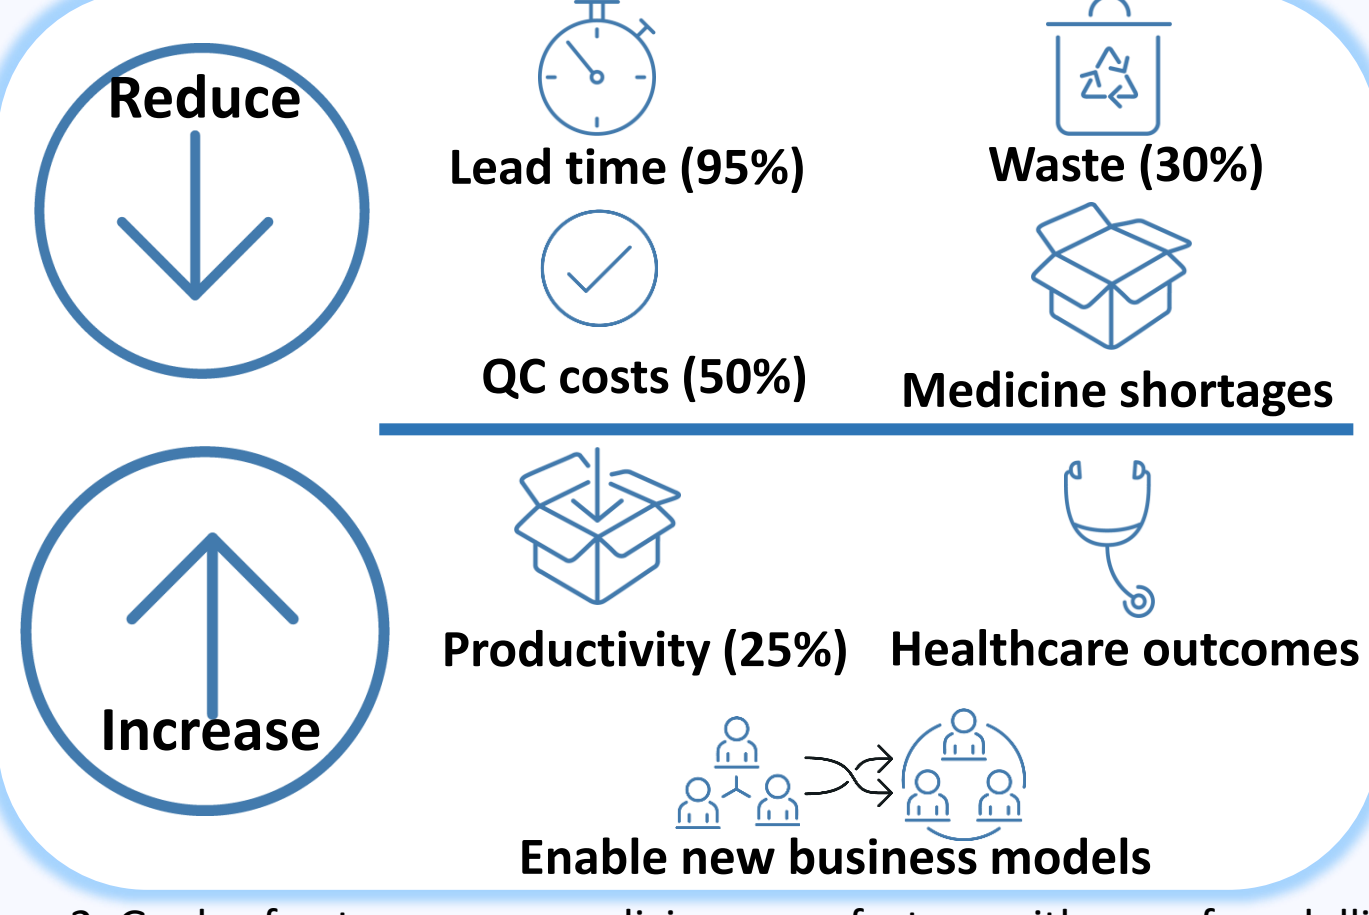 Reduce
Lead time (95%)
Waste (30%)
QC costs (50%)
Medicine shortages
Increase
Productivity (25%)
Healthcare outcomes
Enable new business models